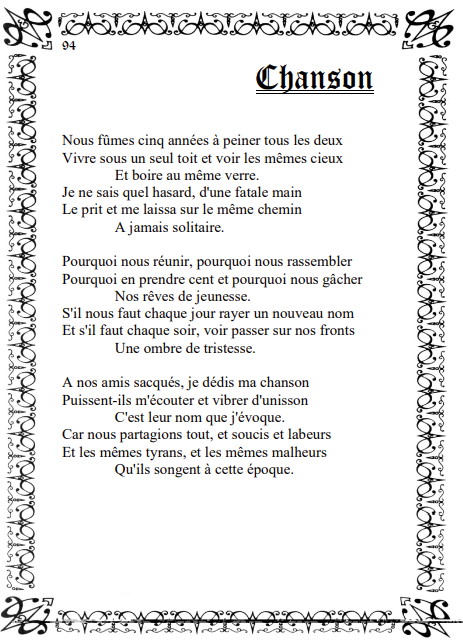 94
Chanson
Nous fûmes cinq années à peiner tous les deux
Vivre sous un seul toit et voir les mêmes cieux
Et boire au même verre.
Je ne sais quel hasard, d'une fatale main
Le prit et me laissa sur le même chemin
A jamais solitaire.
Pourquoi nous réunir, pourquoi nous rassembler
Pourquoi en prendre cent et pourquoi nous gâcher
Nos rêves de jeunesse.
S'il nous faut chaque jour rayer un nouveau nom
Et s'il faut chaque soir, voir passer sur nos fronts
Une ombre de tristesse.
A nos amis sacqués, je dédis ma chanson
Puissent-ils m'écouter et vibrer d'unisson
C'est leur nom que j'évoque.
Car nous partagions tout, et soucis et labeurs
Et les mêmes tyrans, et les mêmes malheurs
Qu'ils songent à cette époque.